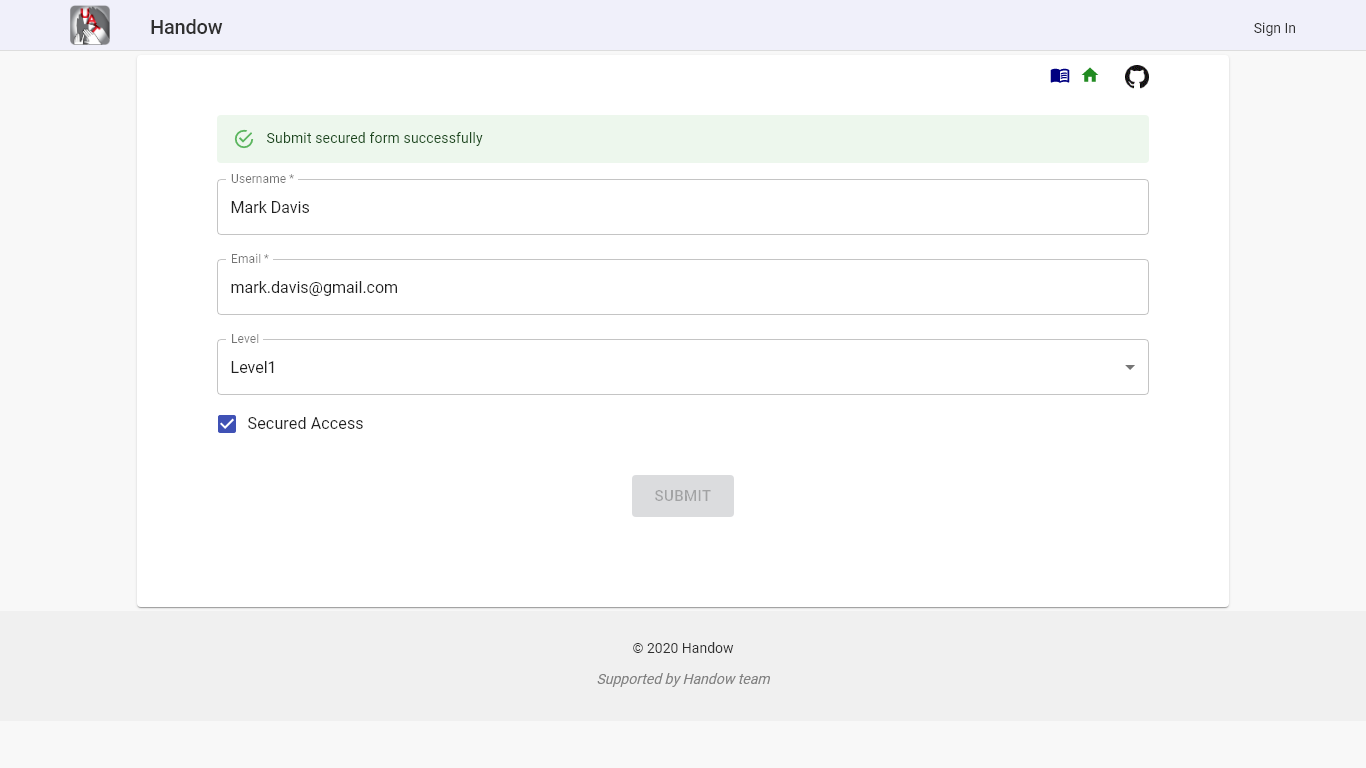 UAT
Handow
Sign In
Submit secured form successfully
Username *
Mark Davis
Email *
mark.davis@gmail.com
Level
Level1
Secured Access
SUBMIT
© 2020 Handow
Supported by Handow team